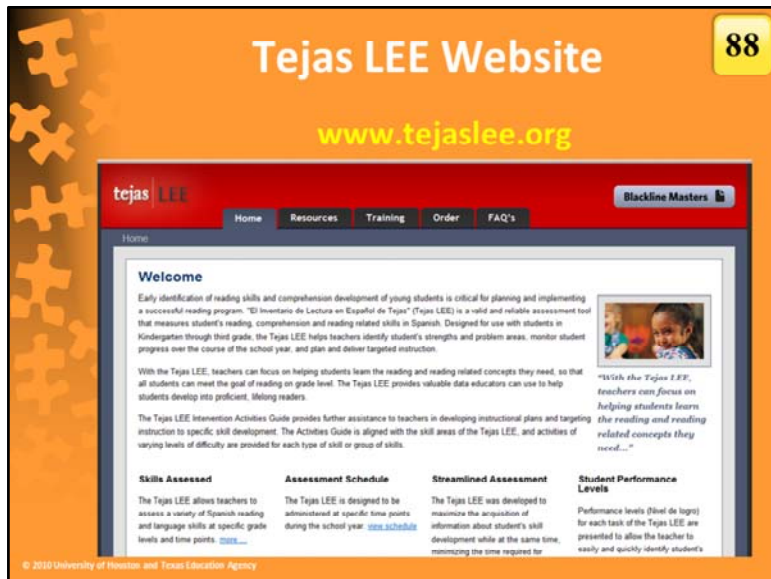 Tejas LEE Website
88
www.tejaslee.org
tejas LEE
Blackline Masters
Home Resources Training Order FAQ's
Home
Welcome
Early identification of reading skills and comprehension development of young students is critical for planning and implementing
a successful reading program. "El Inventario de Lectura en Español de Tejas" (Tejas LEE) is a valid and reliable assessment tool
that measures student's reading, comprehension and reading related skills in Spanish. Designed for use with students in
Kindergarten through third grade, the Tejas LEE helps teachers identify student's strengths and problem areas, monitor student
progress over the course of the school year, and plan and deliver targeted instruction.
With the Tejas LEE, teachers can focus on helping students learn the reading and reading related concepts they need, so that
all students can meet the goal of reading on grade level. The Tejas LEE provides valuable data educators can use to help
students develop into proficient, lifelong readers.
The Tejas LEE Intervention Activities Guide provides further assistance to teachers in developing instructional plans and targeting
instruction to specific skill development. The Activities Guide is aligned with the skill areas of the Tejas LEE, and activities of
varying levels of difficulty are provided for each type of skill or group of skills.
"With the Tejas LEE,
teachers can focus on
helping students learn
the reading and reading
related concepts they
need..."
Skills Assessed
The Tejas LEE allows teachers to
assess a variety of Spanish reading
and language skills at specific grade
levels and time points. more ...
Assessment Schedule
The Tejas LEE is designed to be
administered at specific time points
during the school year. view schedule
Streamlined Assessment
The Tejas LEE was developed to
maximize the acquisition of
information about student's skill
development while at the same time,
minimizing the time required for
Student Performance
Levels
Performance levels (Nivel de logro)
for each task of the Tejas LEE are
presented to allow the teacher to
easily and quickly identify student's
© 2010 University of Houston and Texas Education Agency